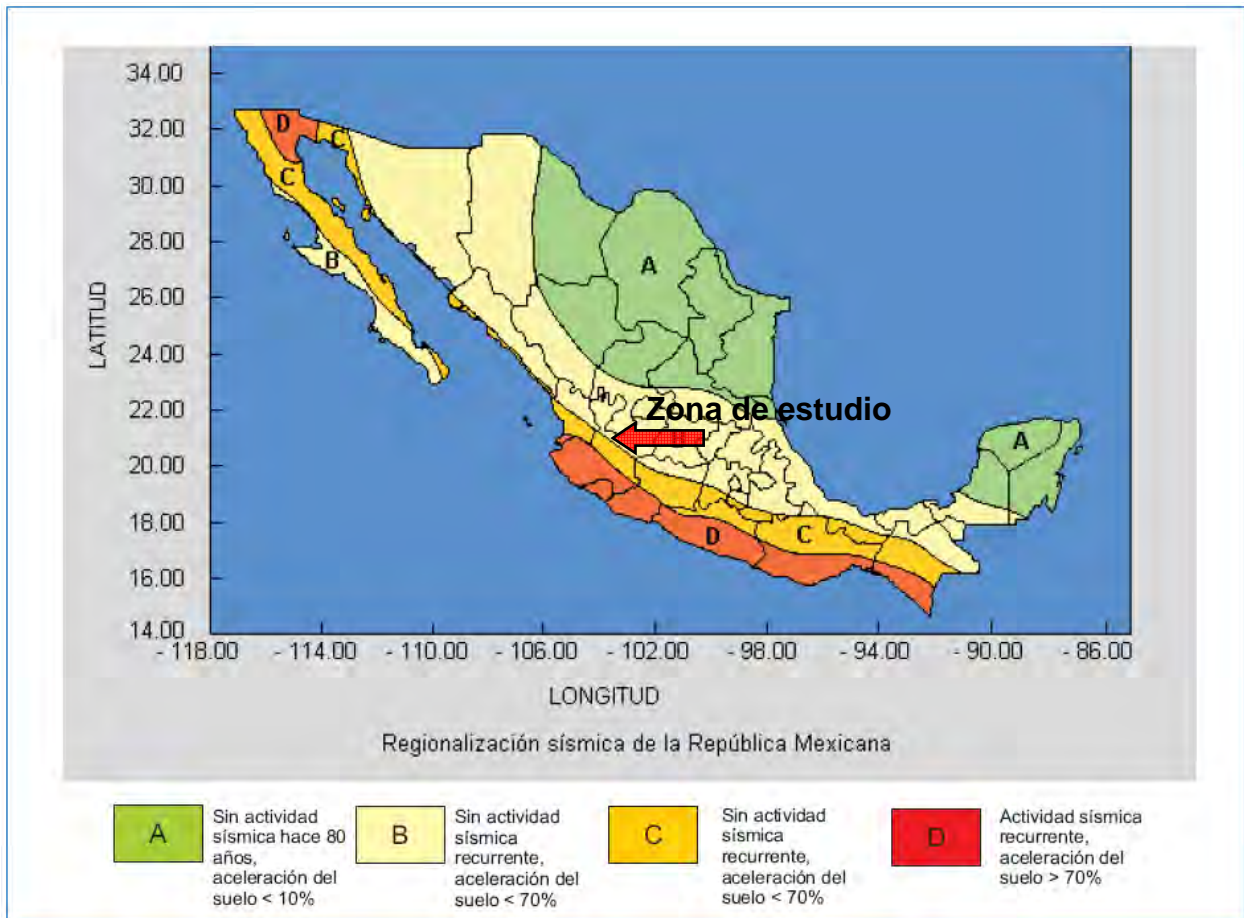 34.00
32.00
30.00
28.00
26.00
24.00
22.00
20.00
18.00
16.00
14.00
LATITUD
D
C
C
B
A
A
Zona de estudio
D
C
- 118.00 - 114.00 - 110.00 - 106.00 - 102.00 - 98.00 - 94.00 - 90.00 - 86.00
LONGITUD
Regionalización sísmica de la República Mexicana
A
Sin actividad
sísmica hace 80
años,
aceleración del
suelo < 10%
B
Sin actividad
sísmica
recurrente,
aceleración del
suelo < 70%
C
Sin actividad
sísmica
recurrente,
aceleración del
suelo < 70%
D
Actividad sísmica
recurrente,
aceleración del
suelo > 70%